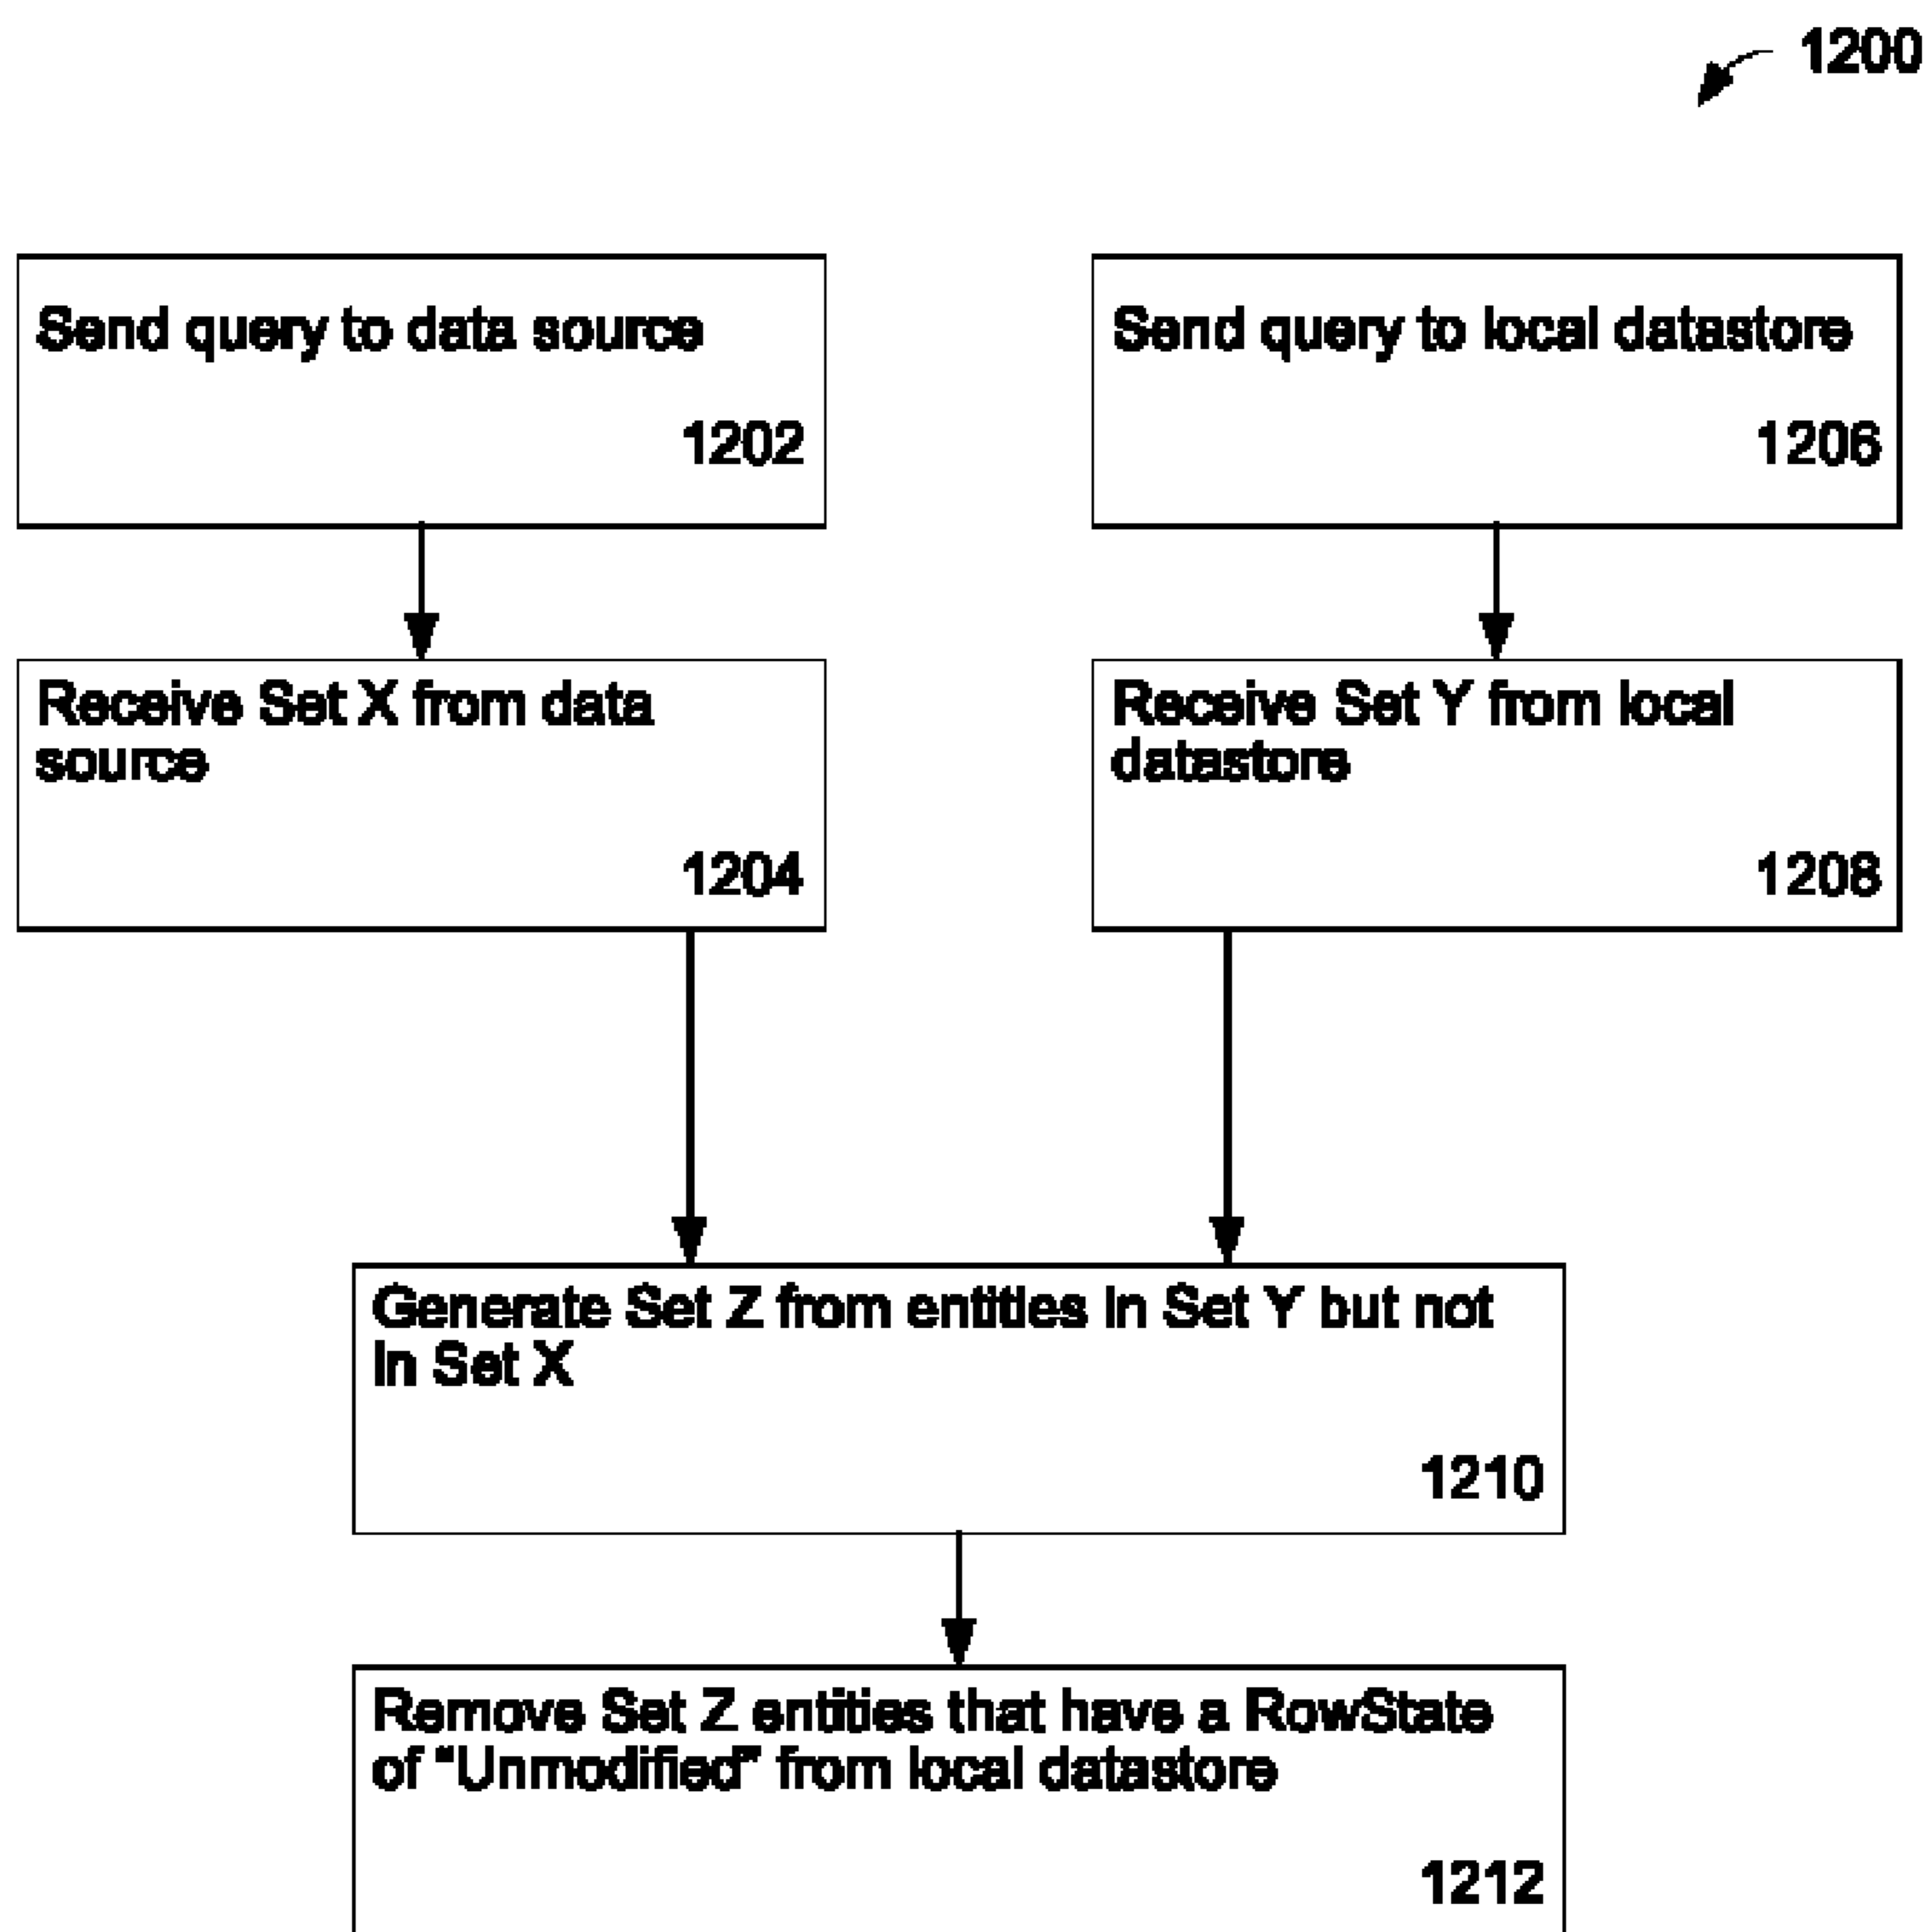 1200
Send query to data source
1202
Send query to local datastore
1206
Receive Set X from data
source
1204
Receive Set Y from local
datastore
1208
Generate Set Z from entities in Set Y but not
in Set X
1210
Remove Set Z entities that have a RowState
of “Unmodified” from local datastore
1212